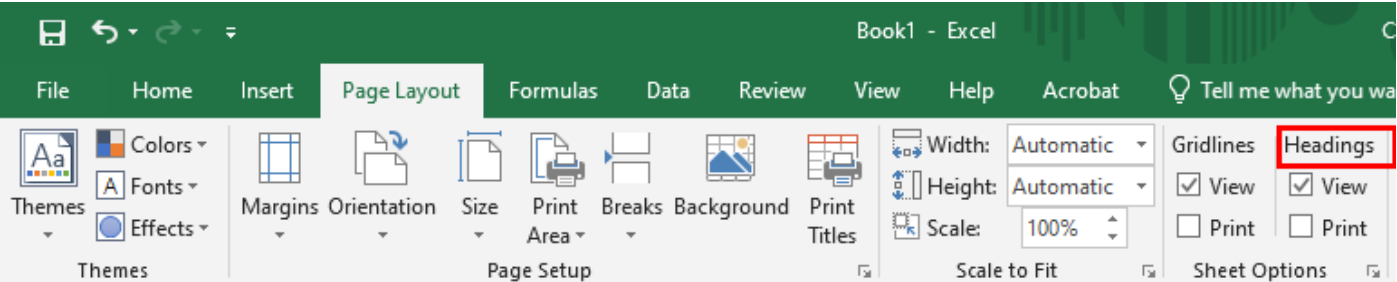 Book1 - Excel
File Home Insert Page Layout Formulas Data Review View Help Acrobat Tell me what you wa
Aa
Themes
Colors
A Fonts
Effects
Themes
Margins
Orientation
Size
Print
Area
Breaks
Background
Print
Titles
Page Setup
Width: Automatic
Height: Automatic
Scale: 100%
Scale to Fit
Gridlines
View
Print
Headings
View
Print
Sheet Options